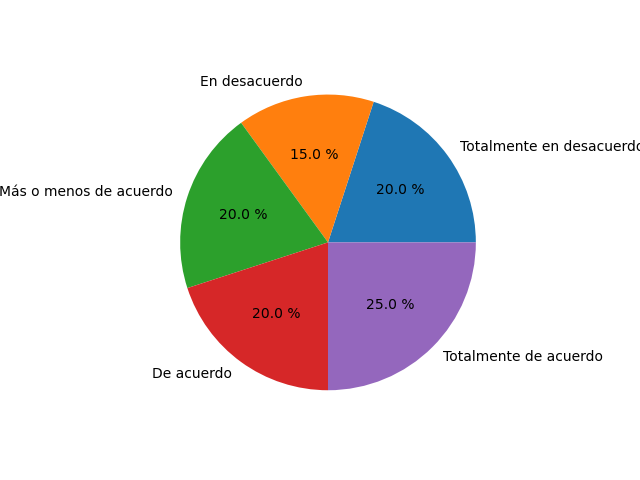 En desacuerdo
Totalmente en desacuerdo
15.0 %
20.0 %
Más o menos de acuerdo
20.0 %
20.0 %
25.0 %
Totalmente de acuerdo
De acuerdo